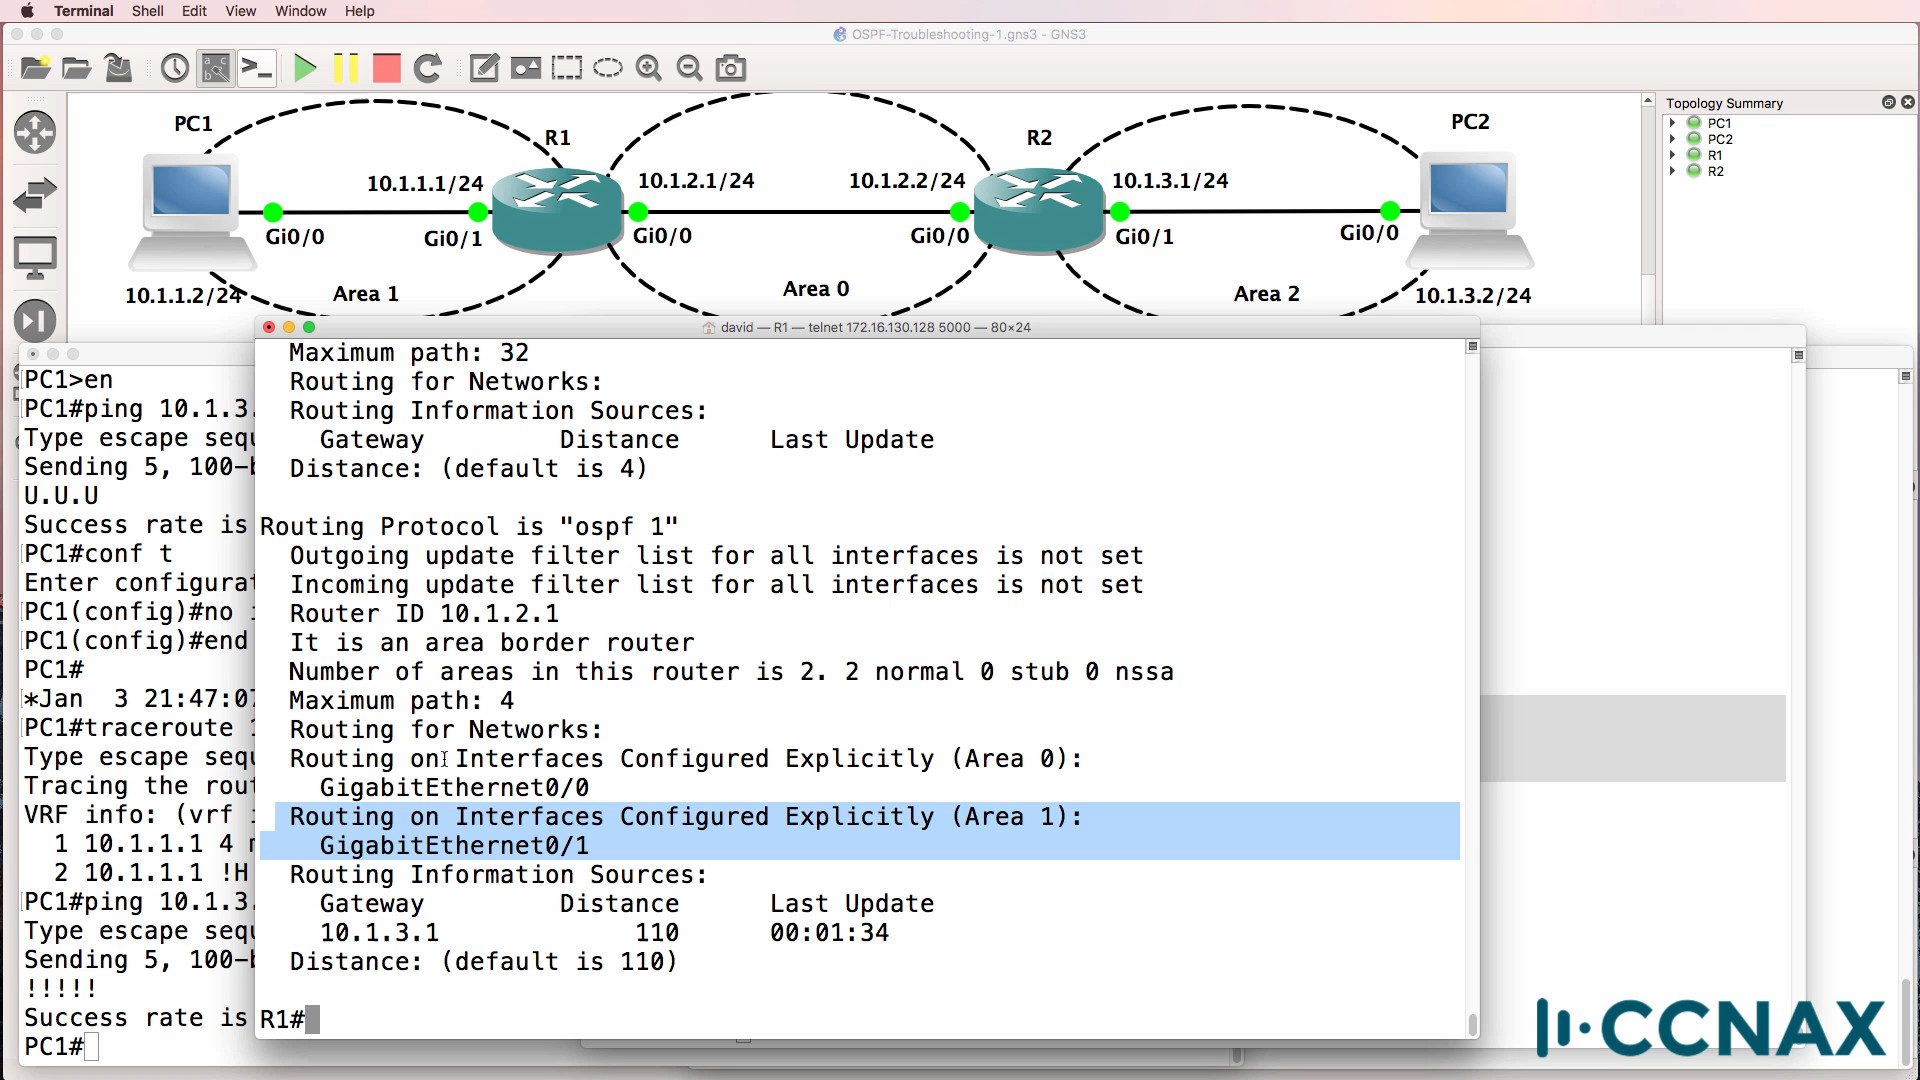 Terminal Shell Edit View Window Help
OSPF-Troubleshooting-1.gns3 - GNS3
Topology Summary
PC1
PC2
R1
R2
PC1
R1
R2
PC2
10.1.1.1/24
10.1.2.1/24
10.1.2.2/24
10.1.3.1/24
Gi0/0
Gi0/1
Gi0/0
Gi0/0
Gi0/1
Gi0/0
10.1.1.2/24
Area 1
Area 0
Area 2
10.1.3.2/24
david — R1 — telnet 172.16.130.128 5000 — 80×24
Maximum path: 32
Routing for Networks:
Routing Information Sources:
Gateway Distance Last Update
Distance: (default is 4)
Routing Protocol is "ospf 1"
Outgoing update filter list for all interfaces is not set
Incoming update filter list for all interfaces is not set
Router ID 10.1.2.1
It is an area border router
Number of areas in this router is 2. 2 normal 0 stub 0 nssa
Maximum path: 4
Routing for Networks:
Routing on Interfaces Configured Explicitly (Area 0):
GigabitEthernet0/0
Routing on Interfaces Configured Explicitly (Area 1):
GigabitEthernet0/1
Routing Information Sources:
Gateway Distance Last Update
10.1.3.1 110 00:01:34
Distance: (default is 110)
R1#
PC1>en
PC1#ping 10.1.3.
Type escape sequ
Sending 5, 100-b
U.U.U
Success rate is
PC1#conf t
Enter configurat
PC1(config)#no
PC1(config)#end
PC1#
*Jan 3 21:47:07
PC1#traceroute 1
Type escape sequ
Tracing the rout
VRF info: (vrf
1 10.1.1.1 4
2 10.1.1.1 !H
PC1#ping 10.1.3.
Type escape sequ
Sending 5, 100-b
!!!!!
Success rate is
PC1#
CCNAX